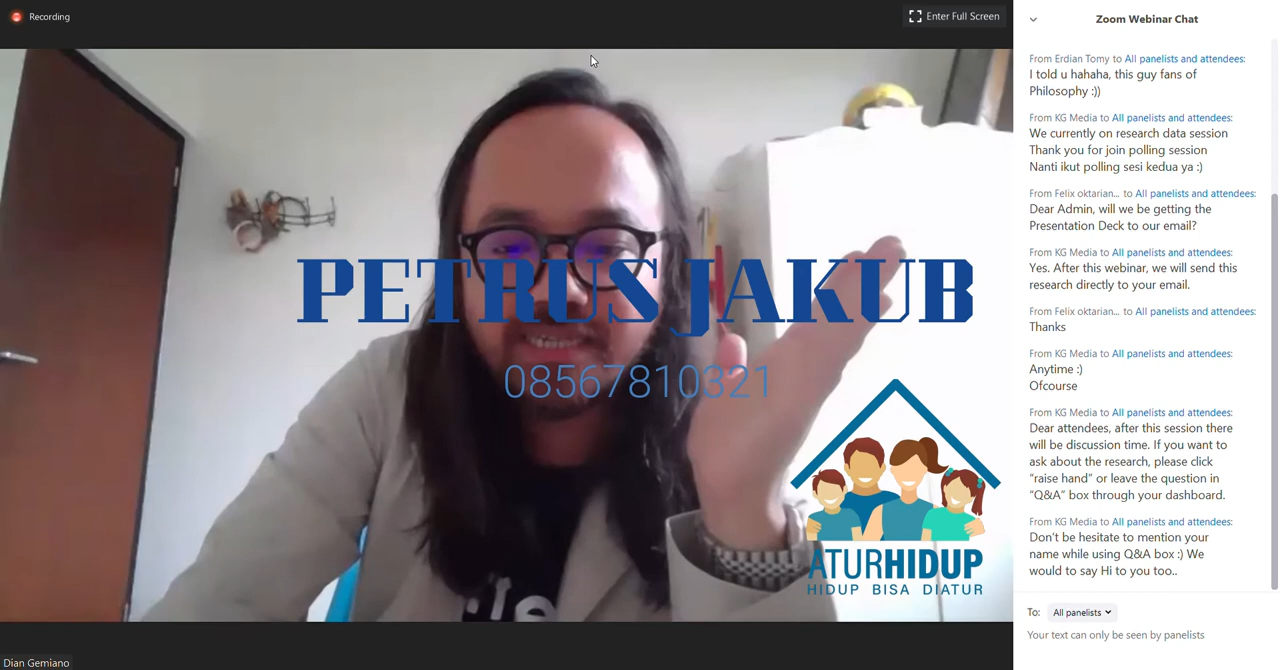 Recording
Enter Full Screen
PETRUS JAKUB
08567810321
ATURHIDUP
HIDUP BISA DIATUR
Dian Gemiano
Zoom Webinar Chat
From Erdian Tomy to All panelists and attendees:
I told u hahaha, this guy fans of
Philosophy :))
From KG Media to All panelists and attendees:
We currently on research data session
Thank you for join polling session
Nanti ikut polling sesi kedua ya :)
From Felix oktarian... to All panelists and attendees:
Dear Admin, will we be getting the
Presentation Deck to our email?
From KG Media to All panelists and attendees:
Yes. After this webinar, we will send this
research directly to your email.
From Felix oktarian... to All panelists and attendees:
Thanks
From KG Media to All panelists and attendees:
Anytime :)
Ofcourse
From KG Media to All panelists and attendees:
Dear attendees, after this session there
will be discussion time. If you want to
ask about the research, please click
“raise hand” or leave the question in
“Q&A” box through your dashboard.
From KG Media to All panelists and attendees:
Don't be hesitate to mention your
name while using Q&A box :) We
would to say Hi to you too..
To: All panelists
Your text can only be seen by panelists